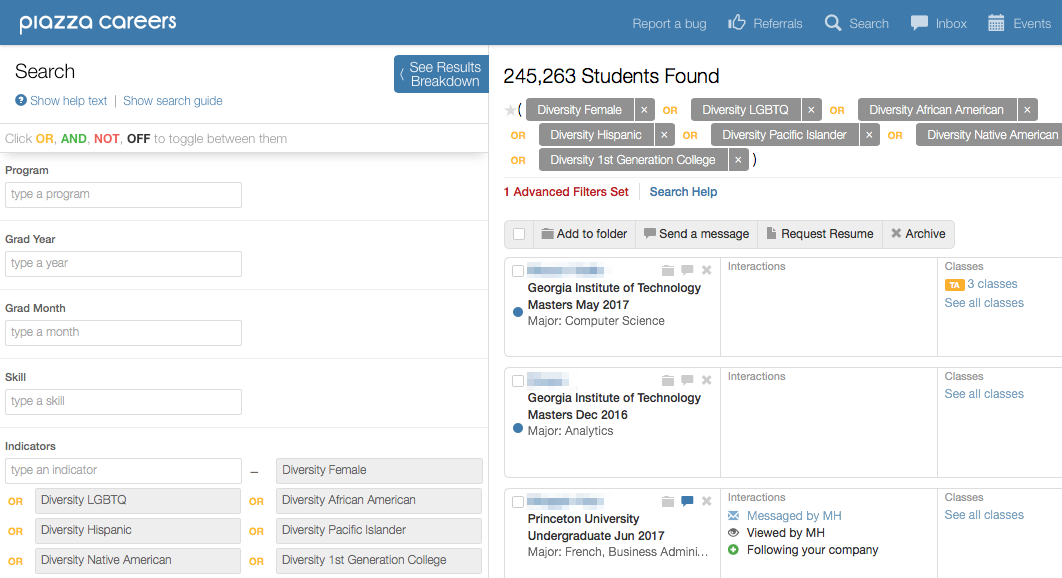 piazza careers
Report a bug Referrals Search Inbox Events
Search
See Results
Breakdown
? Show help text | Show search guide
Click OR, AND, NOT, OFF to toggle between them
Program
type a program
Grad Year
type a year
Grad Month
type a month
Skill
type a skill
Indicators
type an indicator – Diversity Female
OR Diversity LGBTQ OR Diversity African American
OR Diversity Hispanic OR Diversity Pacific Islander
OR Diversity Native American OR Diversity 1st Generation College
245,263 Students Found
( Diversity Female × OR Diversity LGBTQ × OR Diversity African American ×
OR Diversity Hispanic × OR Diversity Pacific Islander × OR Diversity Native American
OR Diversity 1st Generation College × )
1 Advanced Filters Set Search Help
Add to folder Send a message Request Resume Archive
Georgia Institute of Technology
Masters May 2017
Major: Computer Science
Interactions
Classes
TA 3 classes
See all classes
Georgia Institute of Technology
Masters Dec 2016
Major: Analytics
Interactions
Classes
See all classes
Princeton University
Undergraduate Jun 2017
Major: French, Business Admini...
Interactions
Messaged by MH
Viewed by MH
Following your company
Classes
See all classes